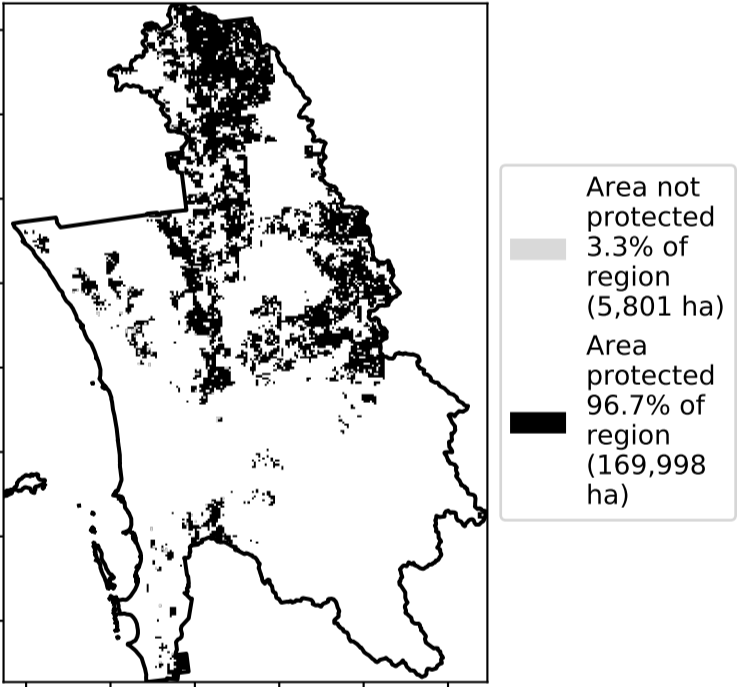 Area not
protected
3.3% of
region
(5,801 ha)
Area
protected
96.7% of
region
(169,998
ha)